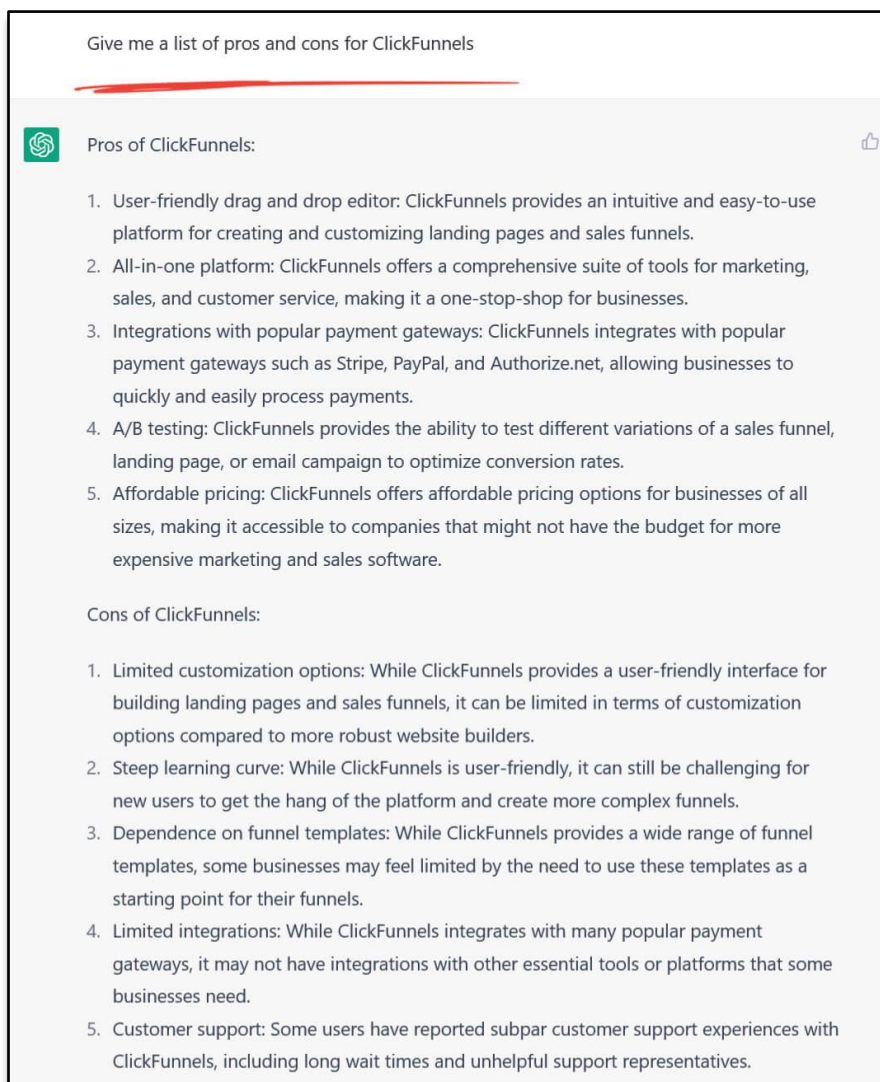 Give me a list of pros and cons for ClickFunnels
Pros of ClickFunnels:
1. User-friendly drag and drop editor: ClickFunnels provides an intuitive and easy-to-use
platform for creating and customizing landing pages and sales funnels.
2. All-in-one platform: ClickFunnels offers a comprehensive suite of tools for marketing,
sales, and customer service, making it a one-stop-shop for businesses.
3. Integrations with popular payment gateways: ClickFunnels integrates with popular
payment gateways such as Stripe, PayPal, and Authorize.net, allowing businesses to
quickly and easily process payments.
4. A/B testing: ClickFunnels provides the ability to test different variations of a sales funnel,
landing page, or email campaign to optimize conversion rates.
5. Affordable pricing: ClickFunnels offers affordable pricing options for businesses of all
sizes, making it accessible to companies that might not have the budget for more
expensive marketing and sales software.
Cons of ClickFunnels:
1. Limited customization options: While ClickFunnels provides a user-friendly interface for
building landing pages and sales funnels, it can be limited in terms of customization
options compared to more robust website builders.
2. Steep learning curve: While ClickFunnels is user-friendly, it can still be challenging for
new users to get the hang of the platform and create more complex funnels.
3. Dependence on funnel templates: While ClickFunnels provides a wide range of funnel
templates, some businesses may feel limited by the need to use these templates as a
starting point for their funnels.
4. Limited integrations: While ClickFunnels integrates with many popular payment
gateways, it may not have integrations with other essential tools or platforms that some
businesses need.
5. Customer support: Some users have reported subpar customer support experiences with
ClickFunnels, including long wait times and unhelpful support representatives.